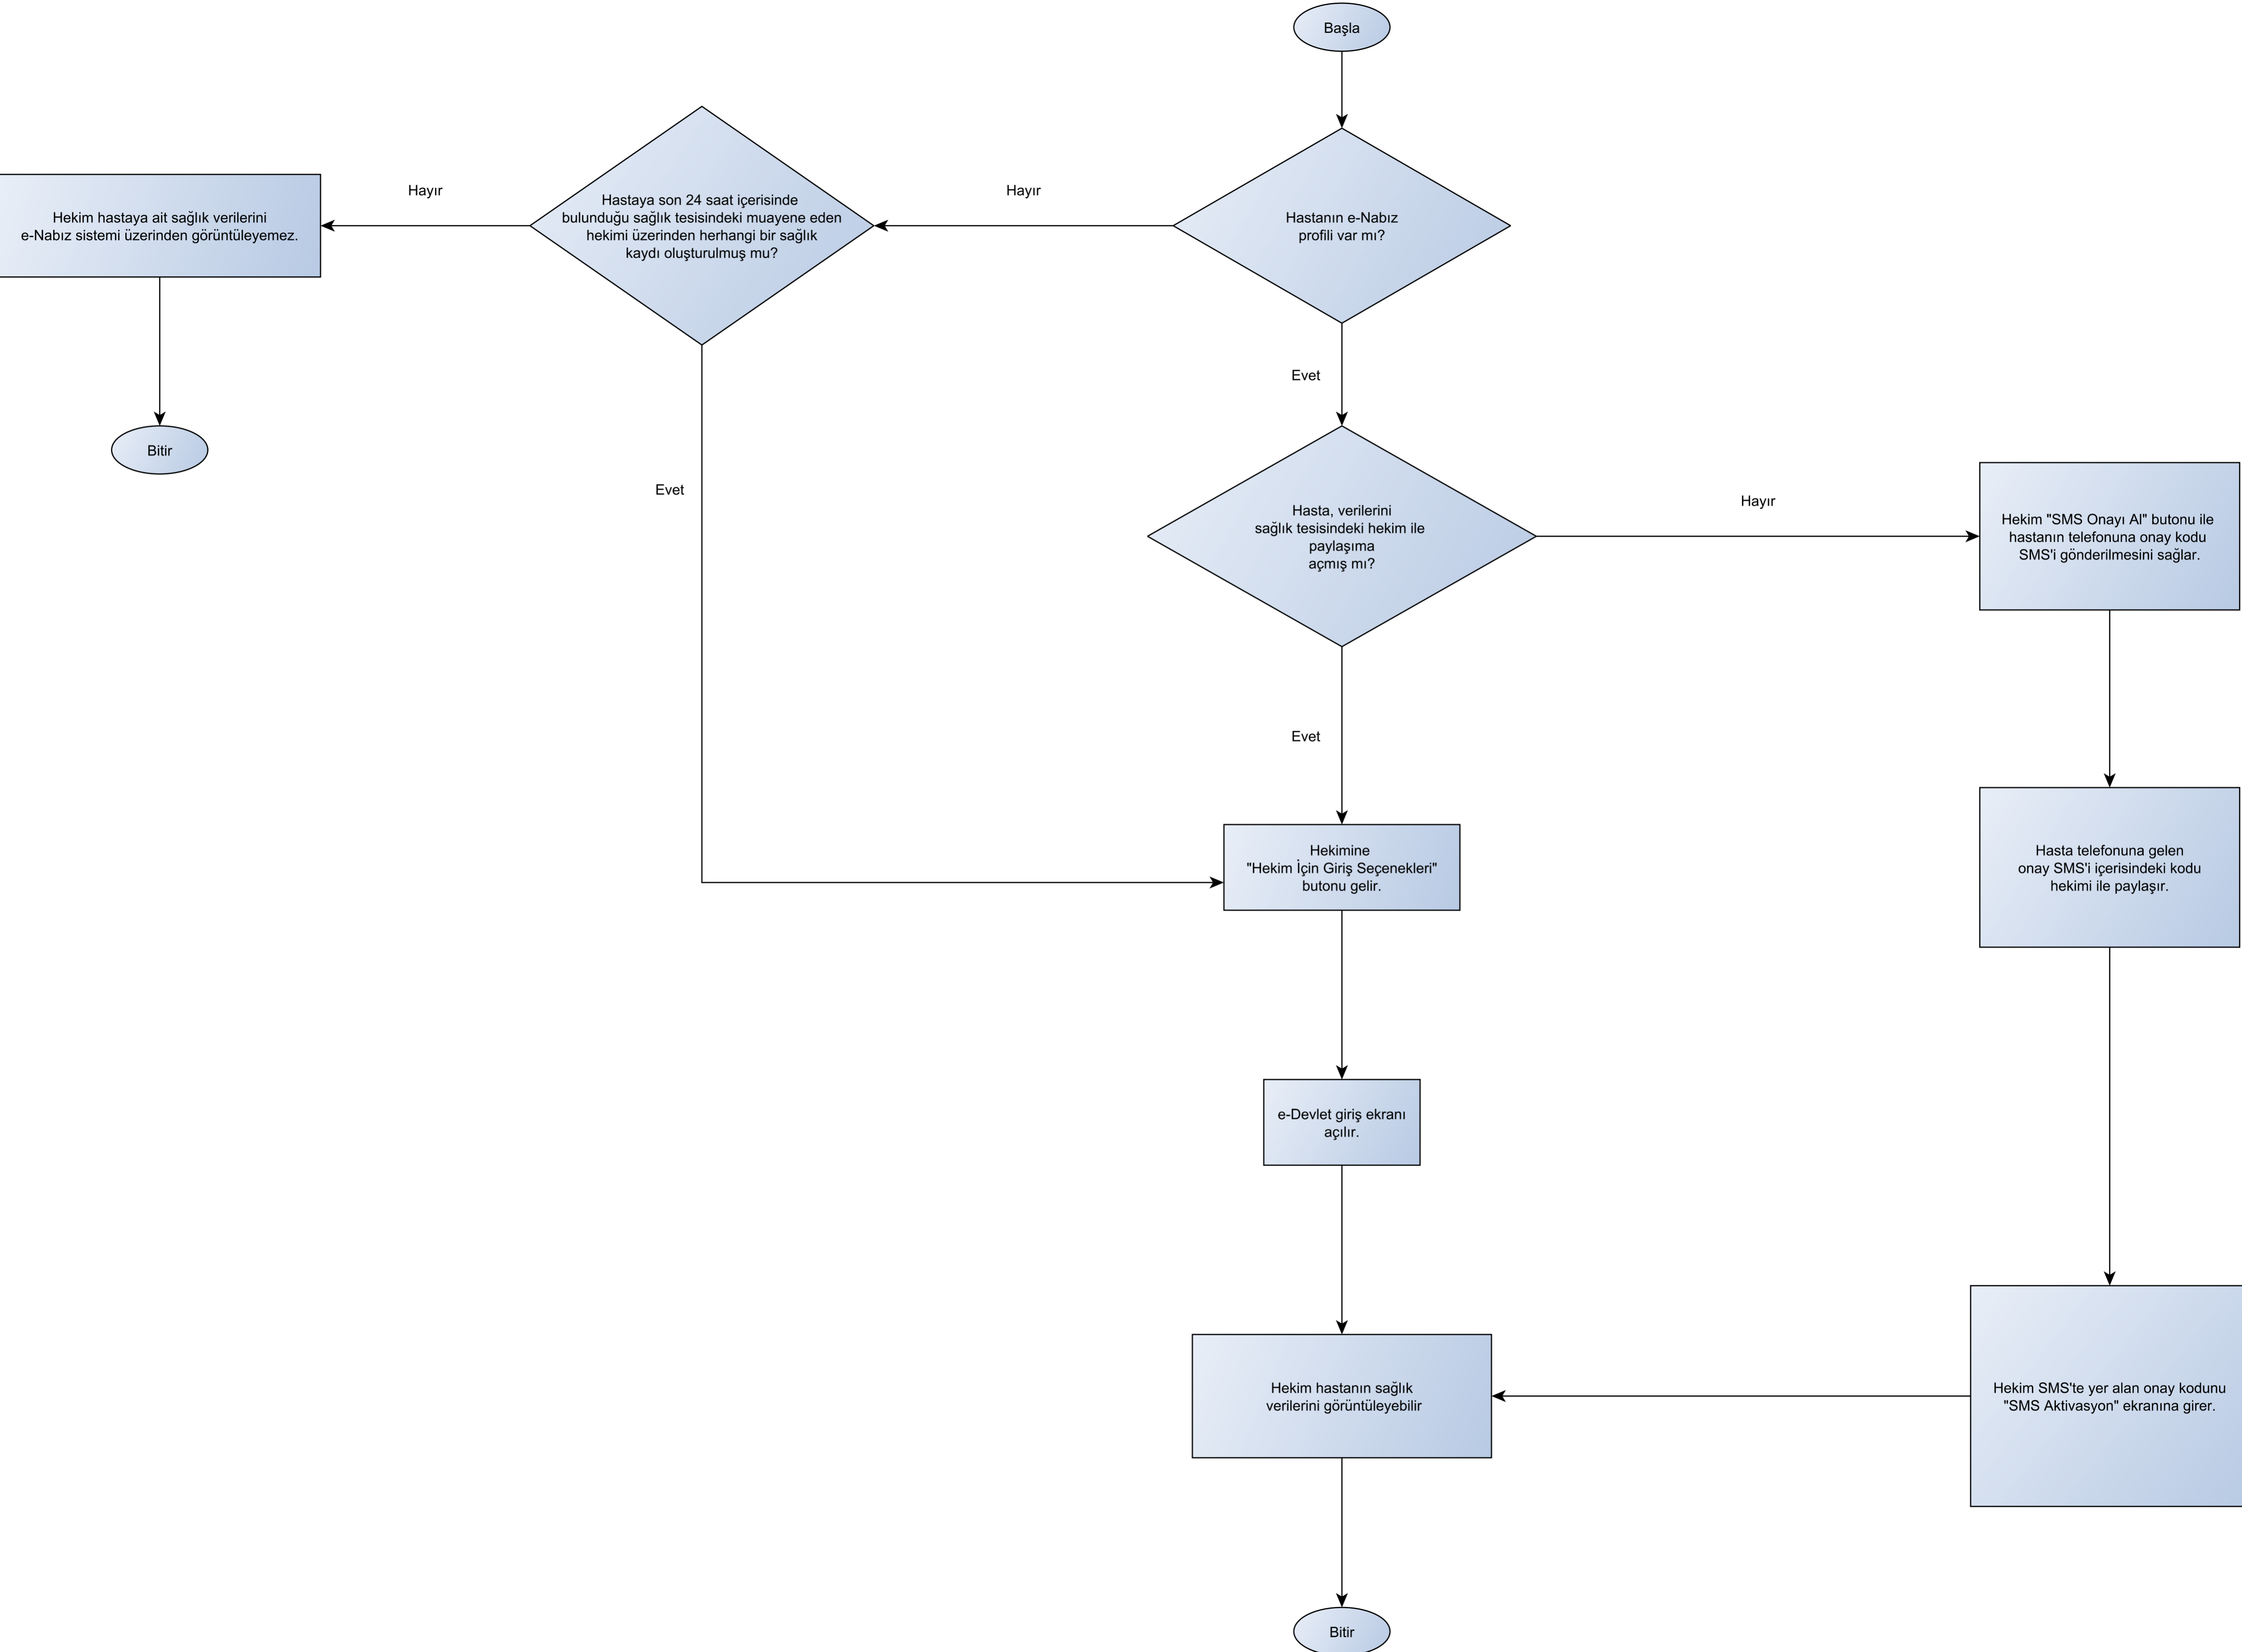 Başla
Hastanın e-Nabız
profili var mı?
Hayır
Hastaya son 24 saat içerisinde
bulunduğu sağlık tesisindeki muayene eden
hekimi üzerinden herhangi bir sağlık
kaydı oluşturulmuş mu?
Hayır
Hekim hastaya ait sağlık verilerini
e-Nabız sistemi üzerinden görüntüleyemez.
Bitir
Evet
Evet
Hasta, verilerini
sağlık tesisindeki hekim ile
paylaşıma
açmış mı?
Hayır
Hekim "SMS Onayı Al" butonu ile
hastanın telefonuna onay kodu
SMS'i gönderilmesini sağlar.
Evet
Hekimine
"Hekim İçin Giriş Seçenekleri"
butonu gelir.
Hasta telefonuna gelen
onay SMS'i içerisindeki kodu
hekimi ile paylaşır.
e-Devlet giriş ekranı
açılır.
Hekim hastanın sağlık
verilerini görüntüleyebilir
Hekim SMS'te yer alan onay kodunu
"SMS Aktivasyon" ekranına girer.
Bitir